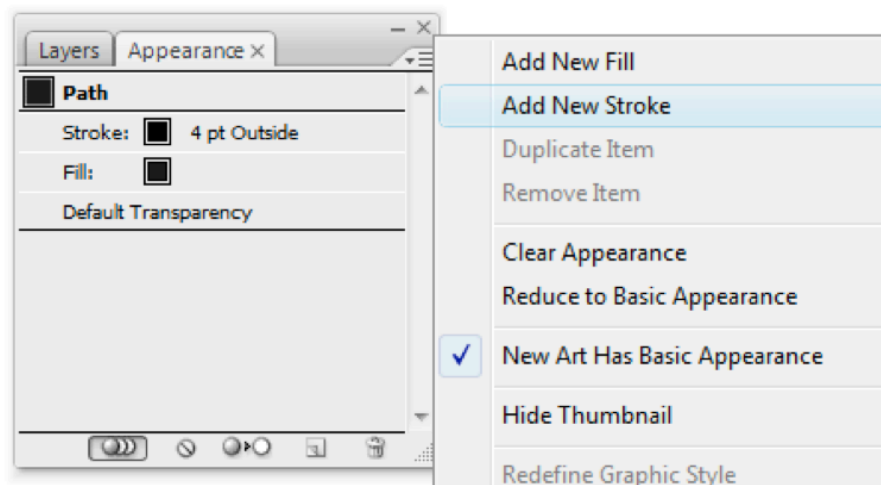 Layers Appearance
Path
Stroke: 4 pt Outside
Fill:
Default Transparency
Add New Fill
Add New Stroke
Duplicate Item
Remove Item
Clear Appearance
Reduce to Basic Appearance
New Art Has Basic Appearance
Hide Thumbnail
Redefine Graphic Style